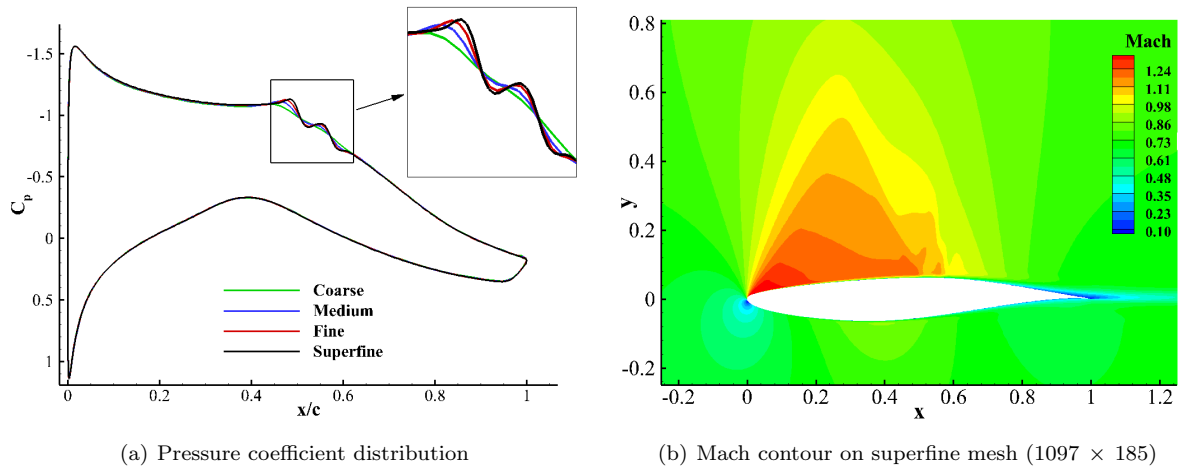 -1.5
-1
-0.5
0
0.5
1
C_p
0 0.2 0.4 0.6 0.8 1
x/c
Coarse
Medium
Fine
Superfine
(a) Pressure coefficient distribution
0.8
0.6
0.4
0.2
0
-0.2
y
-0.2 0 0.2 0.4 0.6 0.8 1 1.2
x
Mach
1.24
1.11
0.98
0.86
0.73
0.61
0.48
0.35
0.23
0.10
(b) Mach contour on superfine mesh (1097 × 185)